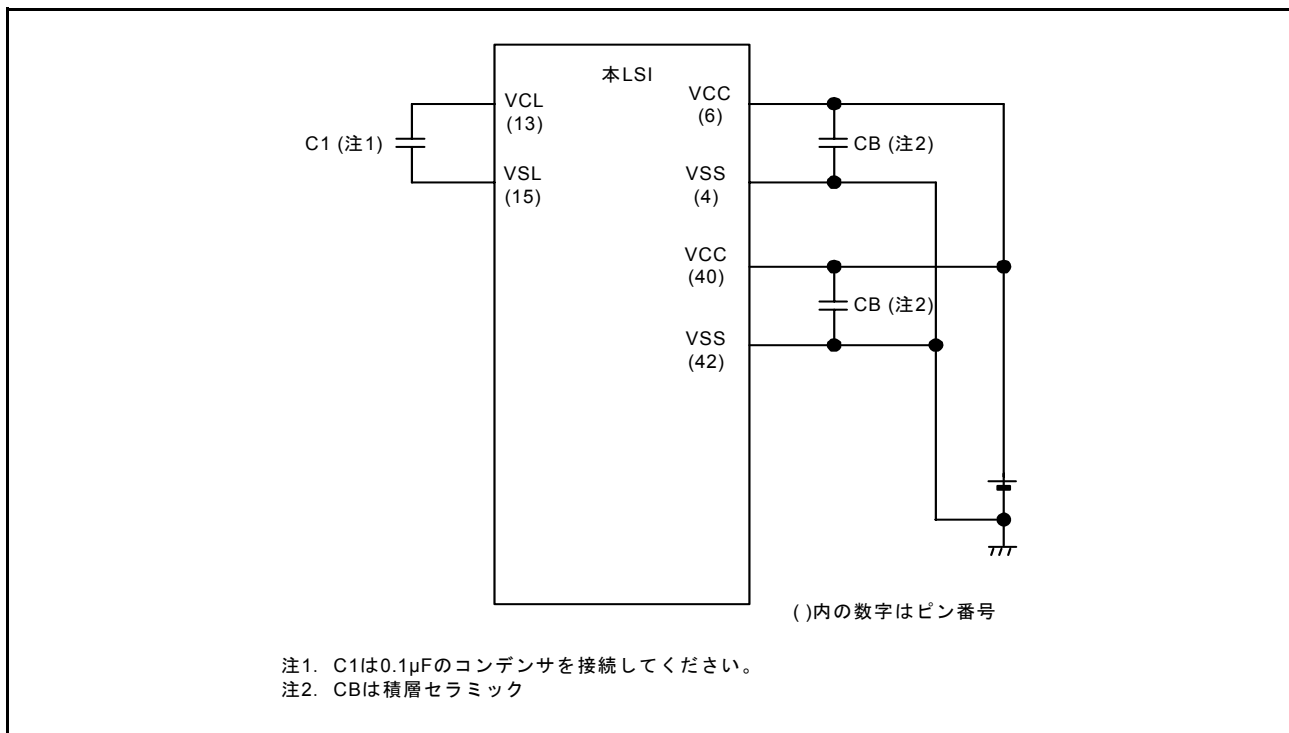 本LSI
VCL
(13)
C1 (注1)
VSL
(15)
VCC
(6)
CB (注2)
VSS
(4)
VCC
(40)
CB (注2)
VSS
(42)
( )内の数字はピン番号
注1. C1は0.1μFのコンデンサを接続してください。
注2. CBは積層セラミック